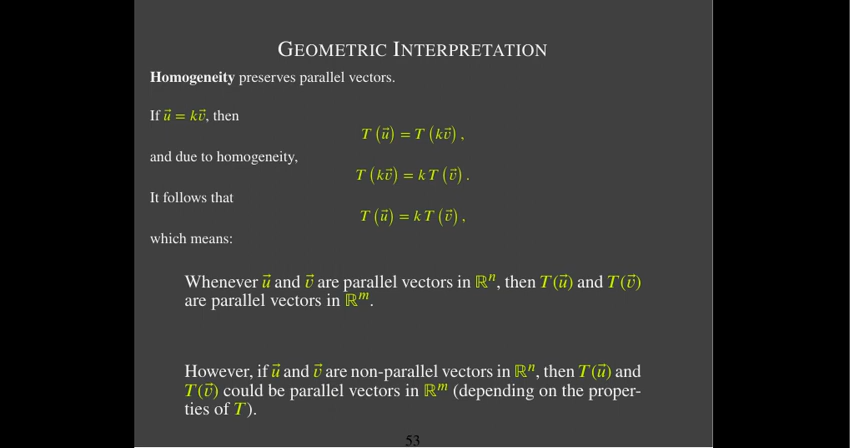 GEOMETRIC INTERPRETATION
Homogeneity preserves parallel vectors.
If u⃗ = kv⃗, then
T (u⃗) = T (kv⃗) ,
and due to homogeneity,
T (kv⃗) = k T (v⃗) .
It follows that
T (u⃗) = k T (v⃗) ,
which means:
Whenever u⃗ and v⃗ are parallel vectors in ℝⁿ, then T(u⃗) and T(v⃗)
are parallel vectors in ℝᵐ.
However, if u⃗ and v⃗ are non-parallel vectors in ℝⁿ, then T(u⃗) and
T(v⃗) could be parallel vectors in ℝᵐ (depending on the proper-
ties of T).
53